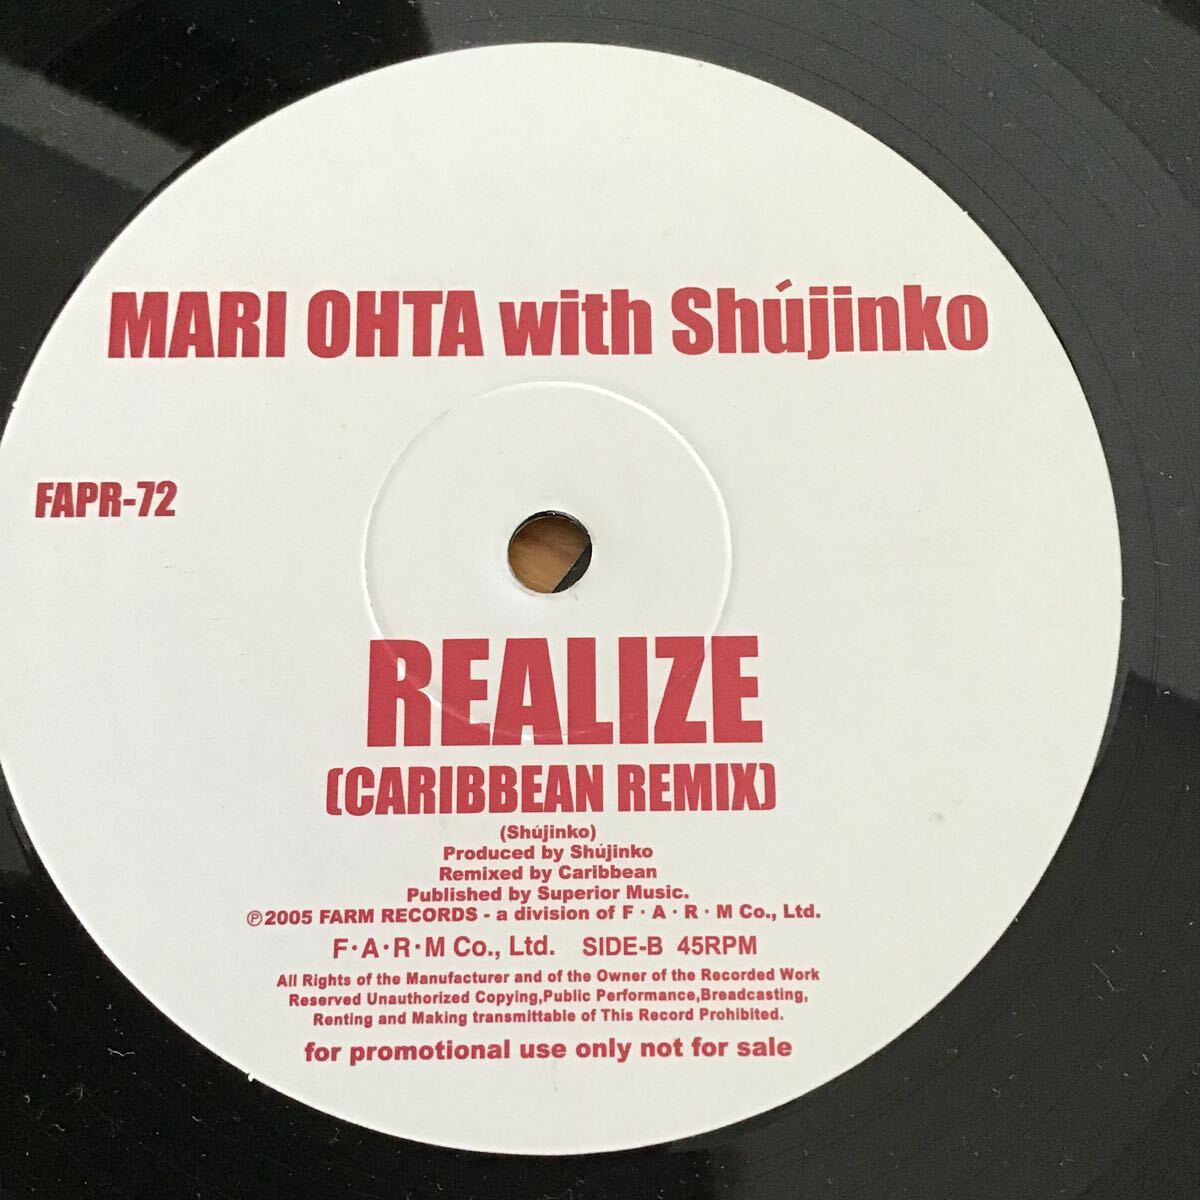 MARI OHTA with Shújinko
FAPR-72
REALIZE
(CARIBBEAN REMIX)
(Shújinko)
Produced by Shújinko
Remixed by Caribbean
Published by Superior Music.
℗2005 FARM RECORDS - a division of F・A・R・M Co., Ltd.
F・A・R・M Co., Ltd. SIDE-B 45RPM
All Rights of the Manufacturer and of the Owner of the Recorded Work
Reserved Unauthorized Copying,Public Performance,Breadcasting,
Renting and Making transmittable of This Record Prohibited.
for promotional use only not for sale